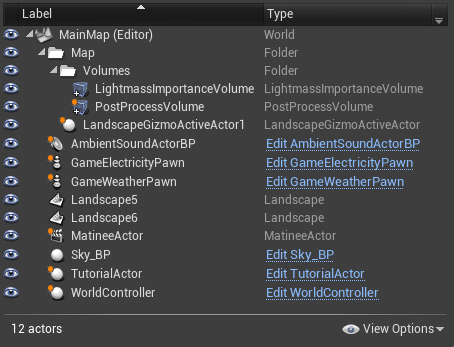 Label Type
MainMap (Editor) World
Map Folder
Volumes Folder
LightmassImportanceVolume LightmassImportanceVolume
PostProcessVolume PostProcessVolume
LandscapeGizmoActiveActor1 LandscapeGizmoActiveActor
AmbientSoundActorBP Edit AmbientSoundActorBP
GameElectricityPawn Edit GameElectricityPawn
GameWeatherPawn Edit GameWeatherPawn
Landscape5 Landscape
Landscape6 Landscape
MatineeActor MatineeActor
Sky_BP Edit Sky_BP
TutorialActor Edit TutorialActor
WorldController Edit WorldController
12 actors View Options